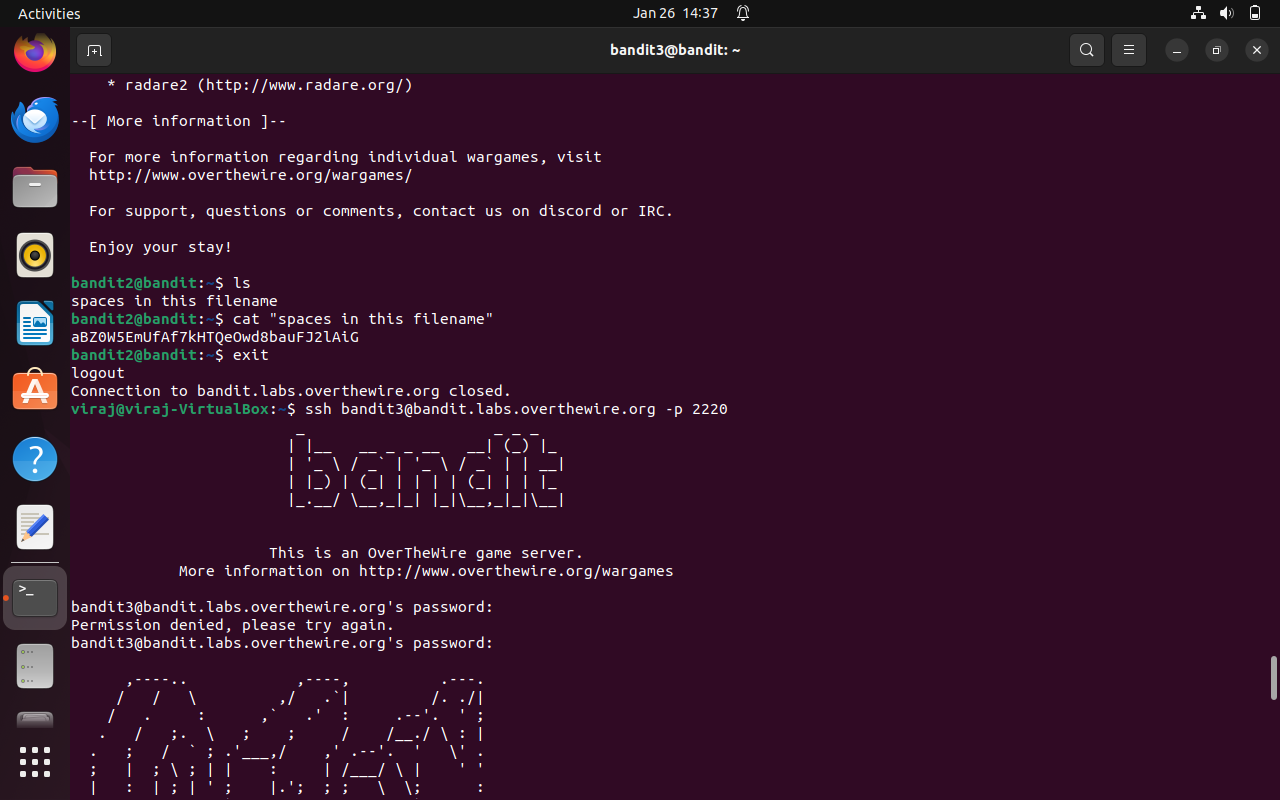 Activities
Jan 26 14:37
bandit3@bandit: ~
* radare2 (http://www.radare.org/)
--[ More information ]--
For more information regarding individual wargames, visit
http://www.overthewire.org/wargames/
For support, questions or comments, contact us on discord or IRC.
Enjoy your stay!
bandit2@bandit:~$ ls
spaces in this filename
bandit2@bandit:~$ cat "spaces in this filename"
aBZ0W5EmUfAf7kHTQeOwd8bauFJ2lAiG
bandit2@bandit:~$ exit
logout
Connection to bandit.labs.overthewire.org closed.
viraj@viraj-VirtualBox:~$ ssh bandit3@bandit.labs.overthewire.org -p 2220
bandit
This is an OverTheWire game server.
More information on http://www.overthewire.org/wargames
bandit3@bandit.labs.overthewire.org's password:
Permission denied, please try again.
bandit3@bandit.labs.overthewire.org's password: